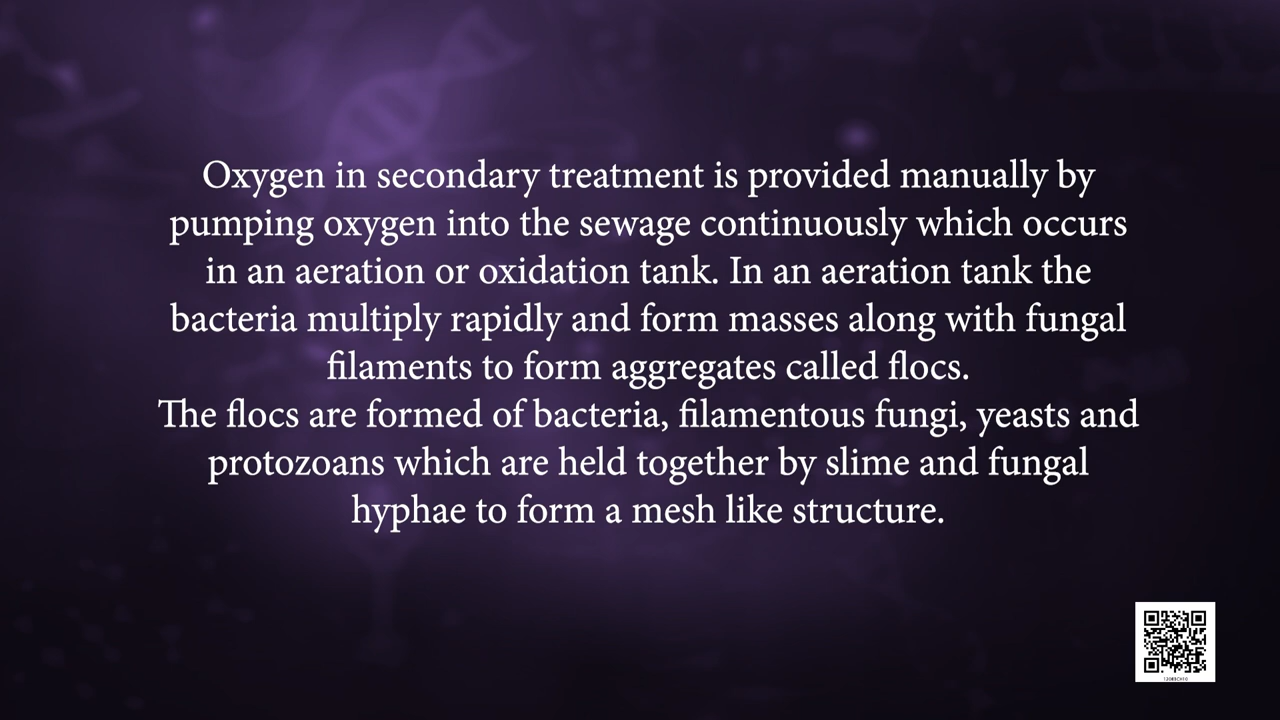 Oxygen in secondary treatment is provided manually by
pumping oxygen into the sewage continuously which occurs
in an aeration or oxidation tank. In an aeration tank the
bacteria multiply rapidly and form masses along with fungal
filaments to form aggregates called flocs.
The flocs are formed of bacteria, filamentous fungi, yeasts and
protozoans which are held together by slime and fungal
hyphae to form a mesh like structure.